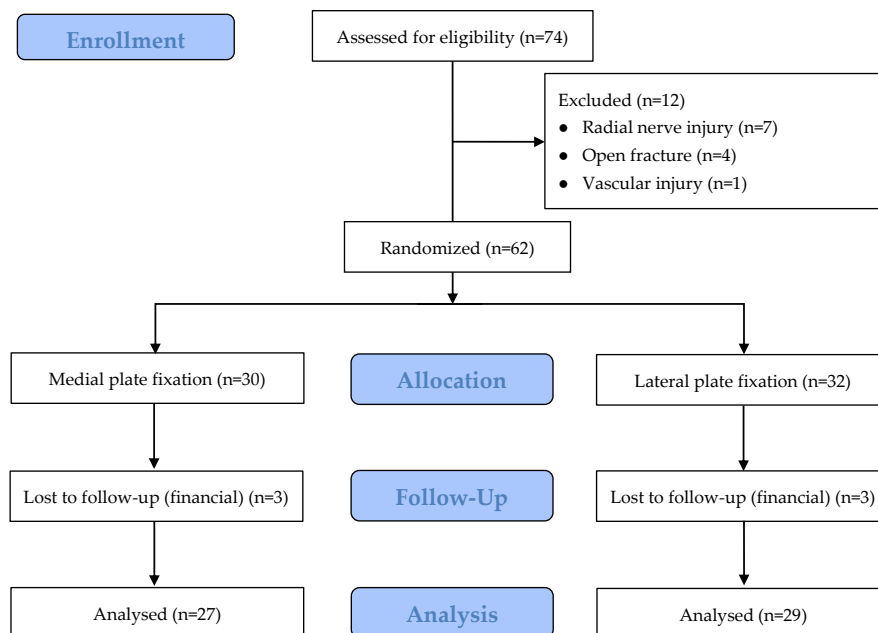 Enrollment
Assessed for eligibility (n=74)
Excluded (n=12)
● Radial nerve injury (n=7)
● Open fracture (n=4)
● Vascular injury (n=1)
Randomized (n=62)
Medial plate fixation (n=30)
Allocation
Lateral plate fixation (n=32)
Lost to follow-up (financial) (n=3)
Follow-Up
Lost to follow-up (financial) (n=3)
Analysed (n=27)
Analysis
Analysed (n=29)